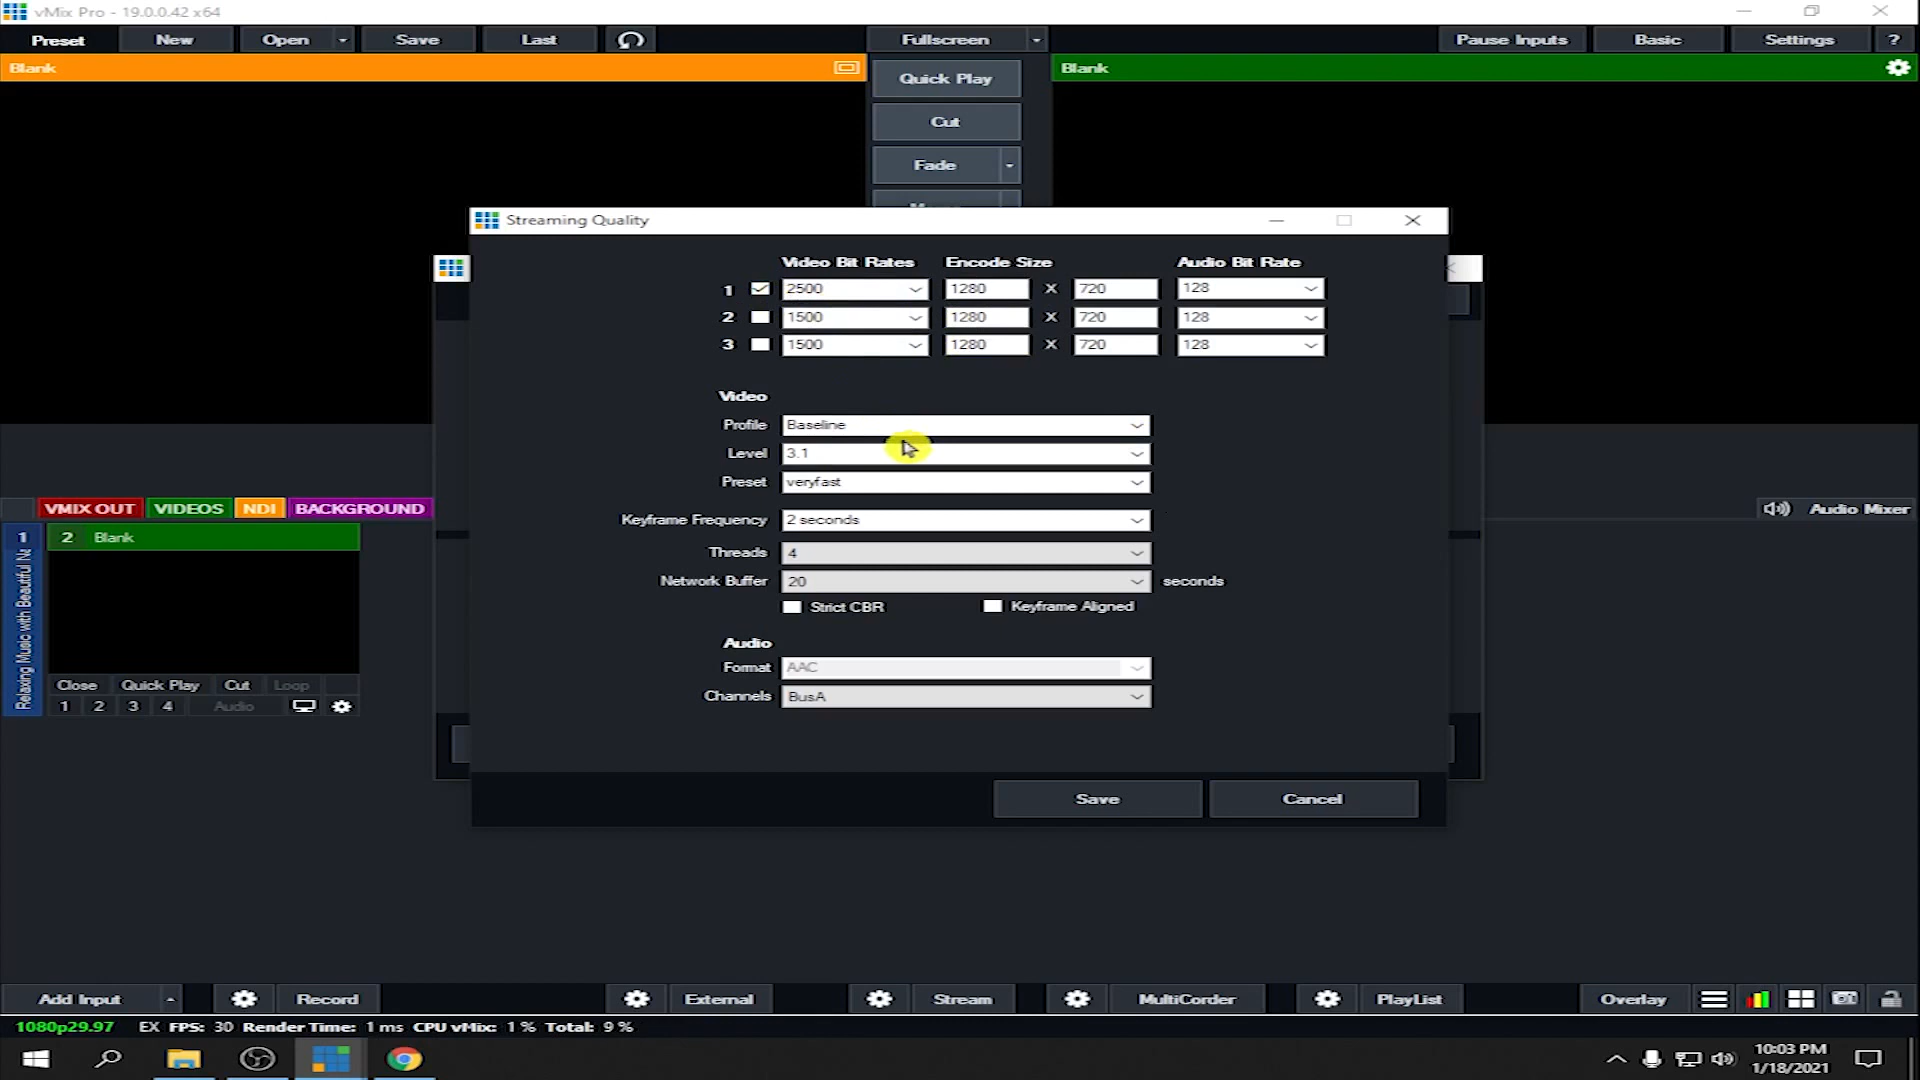 vMix Pro - 19.0.0.42 x64
Preset New Open Save Last Fullscreen Pause Inputs Basic Settings ?
Blank
Blank
Quick Play
Cut
Fade
Streaming Quality
Video Bit Rates Encode Size Audio Bit Rate
1 2500 1280 X 720 128
2 1500 1280 X 720 128
3 1500 1280 X 720 128
Video
Profile Baseline
Level 3.1
Preset veryfast
Keyframe Frequency 2 seconds
Threads 4
Network Buffer 20 seconds
Strict CBR Keyframe Aligned
Audio
Format AAC
Channels BusA
Save Cancel
VMIX OUT VIDEOS NDI BACKGROUND
Audio Mixer
1 2 Blank
Relaxing Music with Beautiful Na
Close Quick Play Cut Loop
1 2 3 4 Audio
Add Input Record External Stream MultiCorder PlayList Overlay
1080p29.97 EX FPS: 30 Render Time: 1 ms CPU vMix: 1 % Total: 9 %
10:03 PM
1/18/2021